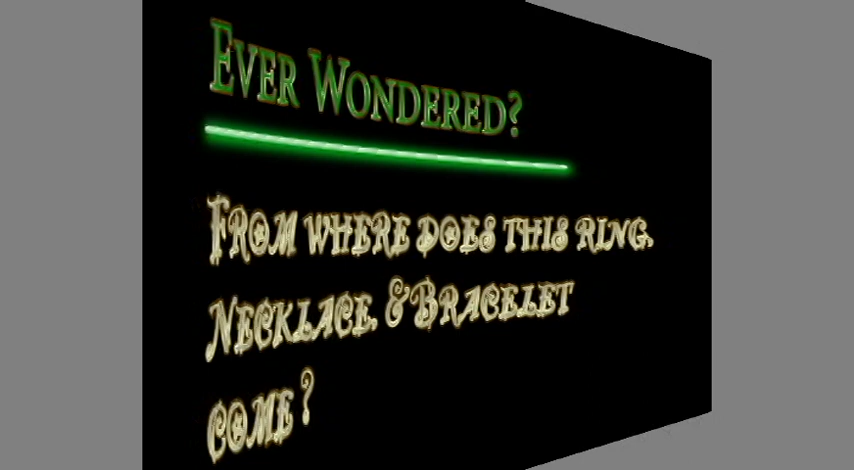 Ever Wondered?
From where does this ring,
Necklace, & Bracelet
come?